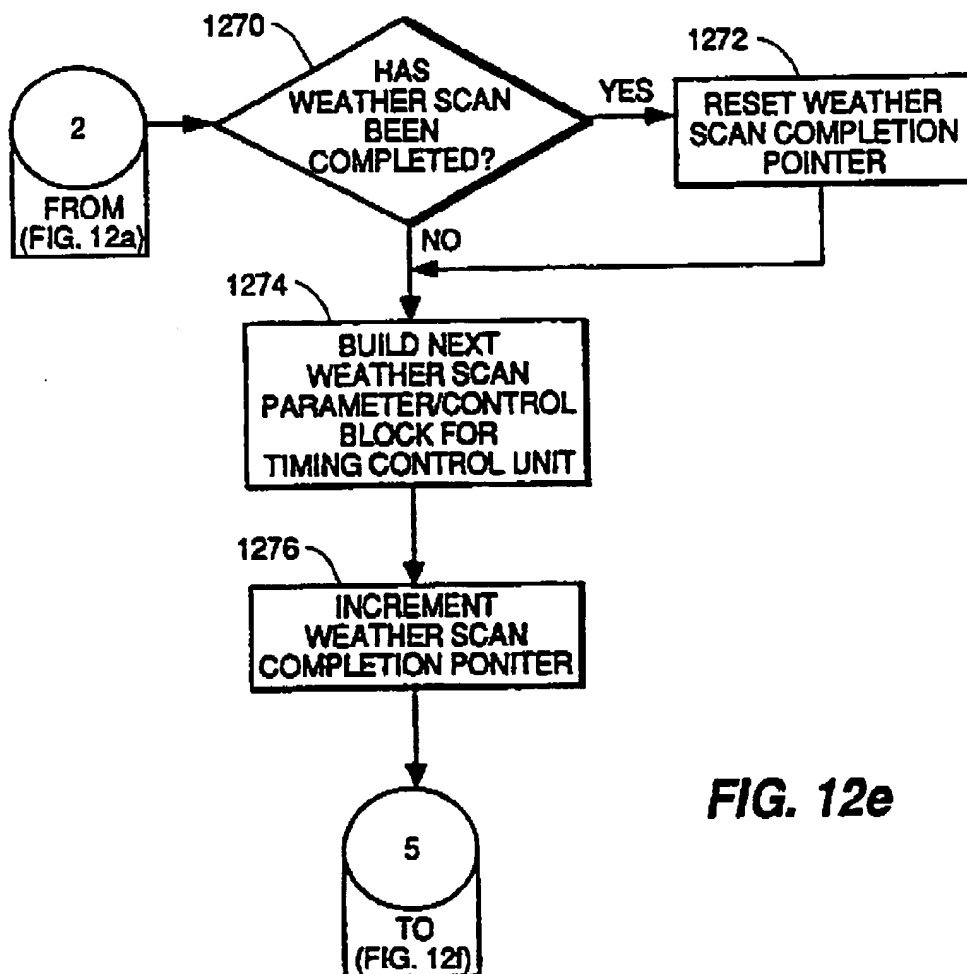 1270
HAS
WEATHER SCAN
BEEN
COMPLETED?
YES
1272
RESET WEATHER
SCAN COMPLETION
POINTER
2
FROM
(FIG. 12a)
NO
1274
BUILD NEXT
WEATHER SCAN
PARAMETER/CONTROL
BLOCK FOR
TIMING CONTROL UNIT
1276
INCREMENT
WEATHER SCAN
COMPLETION PONITER
5
TO
(FIG. 12f)
FIG. 12e